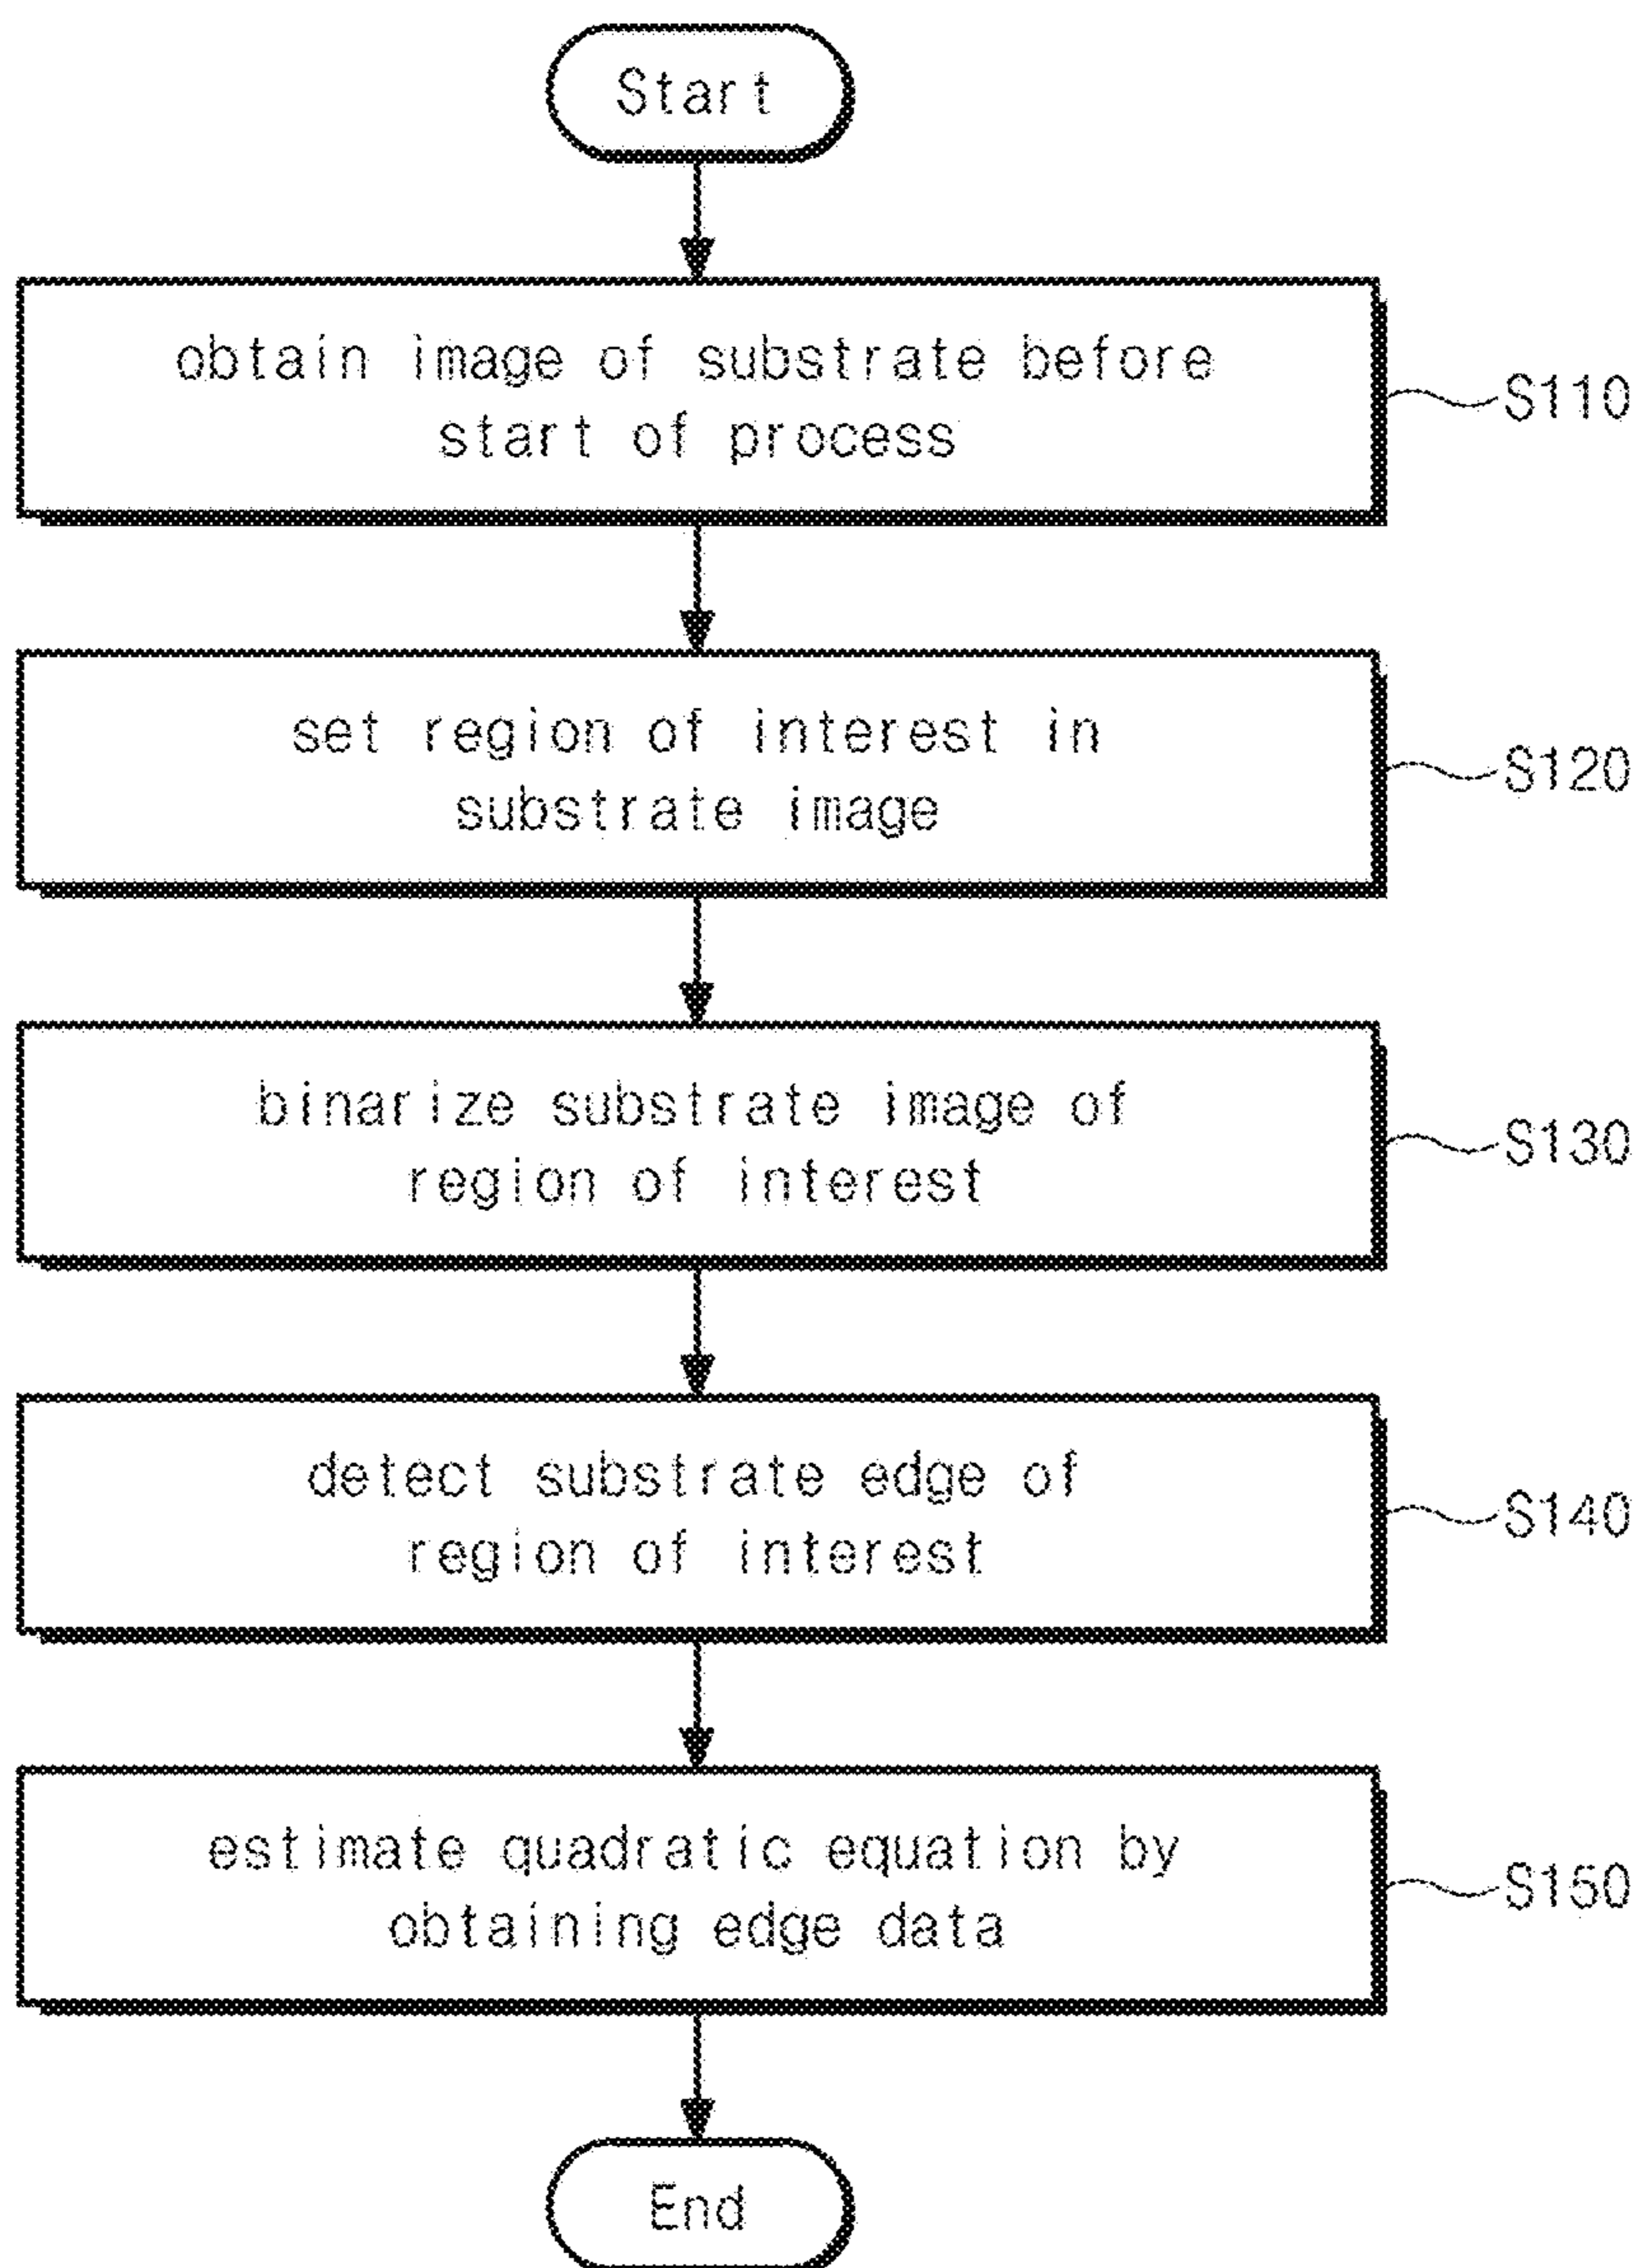 Start
obtain image of substrate before
start of process
S110
set region of interest in
substrate image
S120
binarize substrate image of
region of interest
S130
detect substrate edge of
region of interest
S140
estimate quadratic equation by
obtaining edge data
S150
End